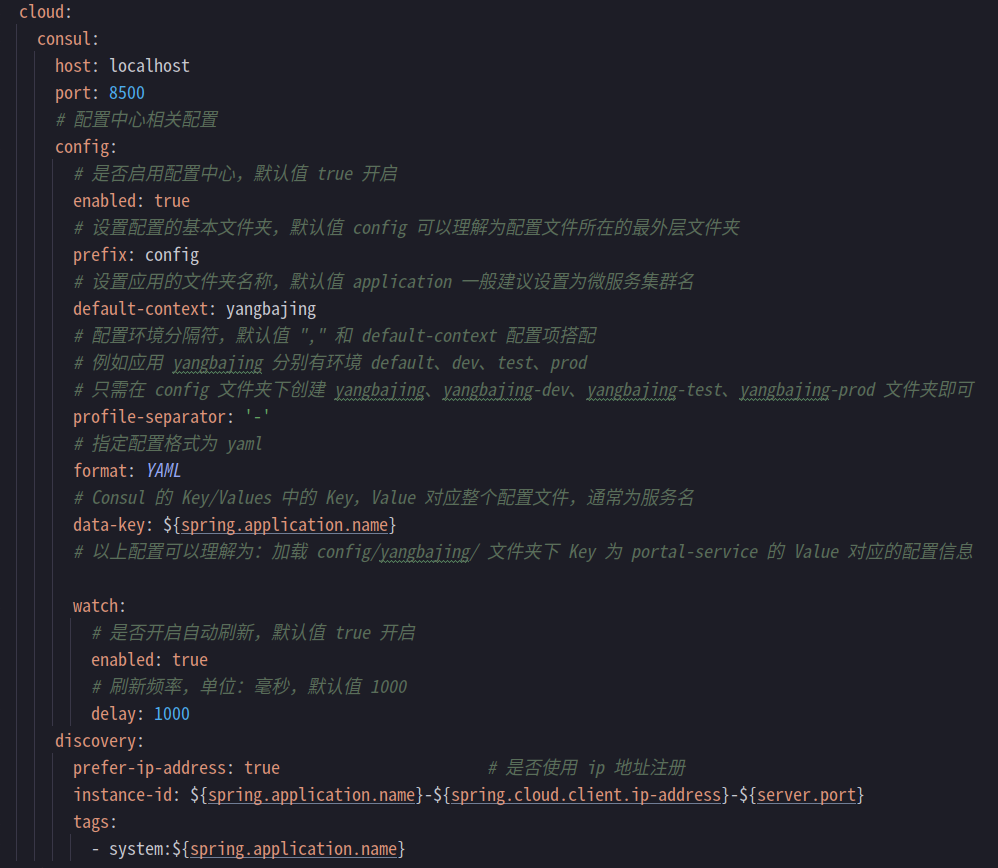 cloud:
consul:
host: localhost
port: 8500
# 配置中心相关配置
config:
# 是否启用配置中心，默认值 true 开启
enabled: true
# 设置配置的基本文件夹，默认值 config 可以理解为配置文件所在的最外层文件夹
prefix: config
# 设置应用的文件夹名称，默认值 application 一般建议设置为微服务集群名
default-context: yangbajing
# 配置环境分隔符，默认值 "," 和 default-context 配置项搭配
# 例如应用 yangbajing 分别有环境 default、dev、test、prod
# 只需在 config 文件夹下创建 yangbajing、yangbajing-dev、yangbajing-test、yangbajing-prod 文件夹即可
profile-separator: '-'
# 指定配置格式为 yaml
format: YAML
# Consul 的 Key/Values 中的 Key，Value 对应整个配置文件，通常为服务名
data-key: ${spring.application.name}
# 以上配置可以理解为：加载 config/yangbajing/ 文件夹下 Key 为 portal-service 的 Value 对应的配置信息
watch:
# 是否开启自动刷新，默认值 true 开启
enabled: true
# 刷新频率，单位：毫秒，默认值 1000
delay: 1000
discovery:
prefer-ip-address: true # 是否使用 ip 地址注册
instance-id: ${spring.application.name}-${spring.cloud.client.ip-address}-${server.port}
tags:
- system:${spring.application.name}